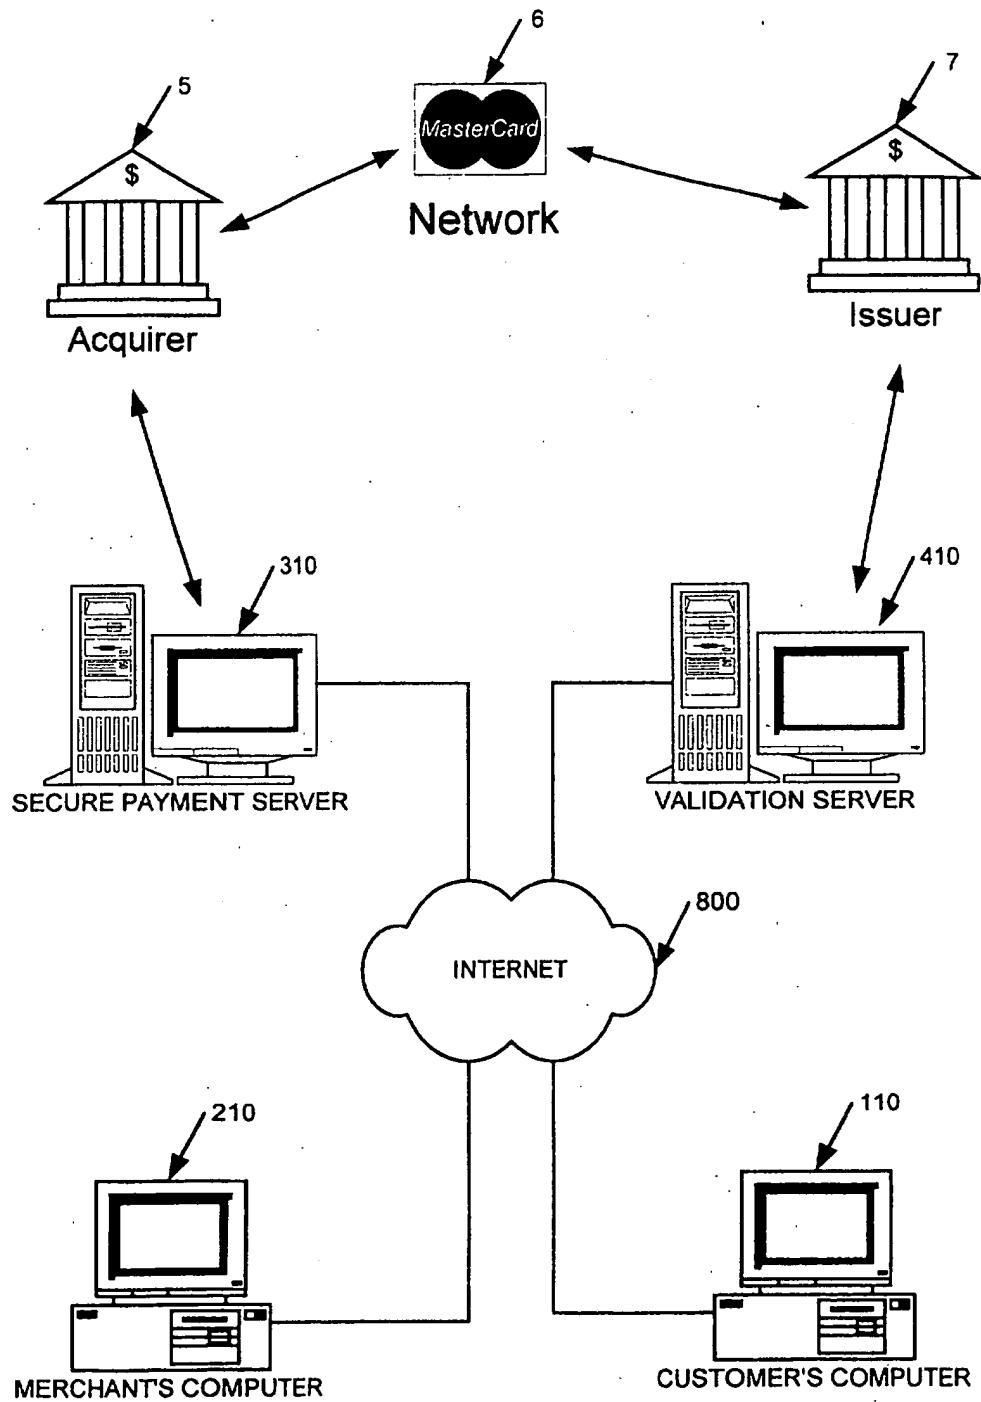 6
5
7
$
MasterCard
$
Network
Acquirer
Issuer
310
410
SECURE PAYMENT SERVER
VALIDATION SERVER
800
INTERNET
210
110
MERCHANT'S COMPUTER
CUSTOMER'S COMPUTER